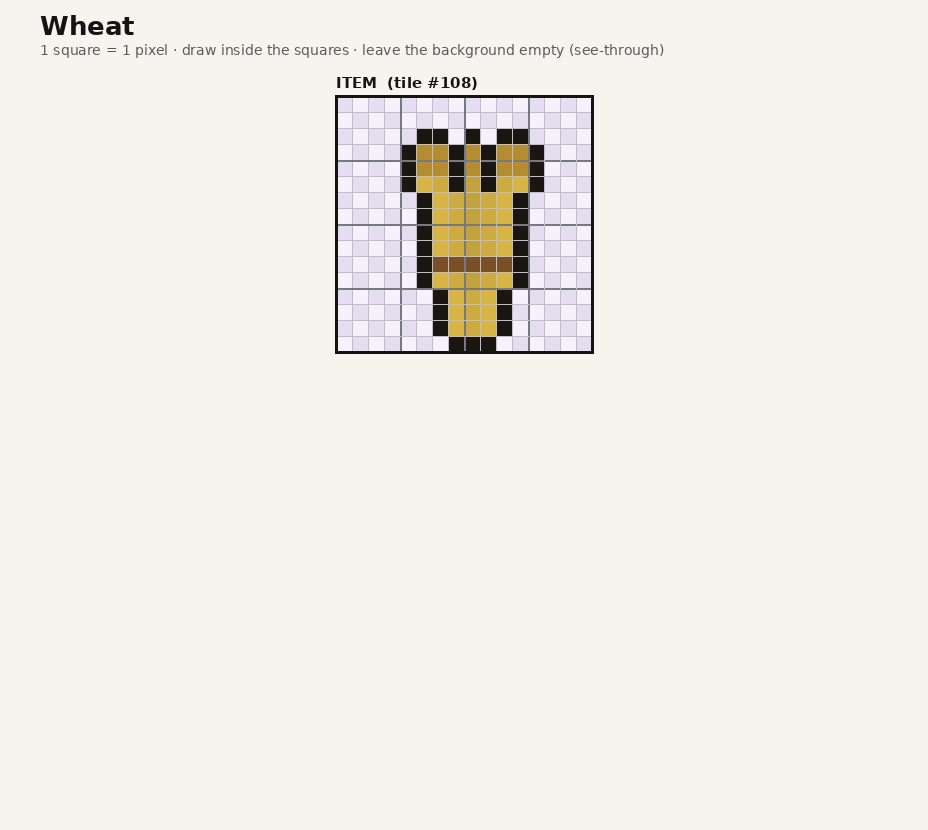 Wheat
1 square = 1 pixel · draw inside the squares · leave the background empty (see-through)
ITEM (tile #108)